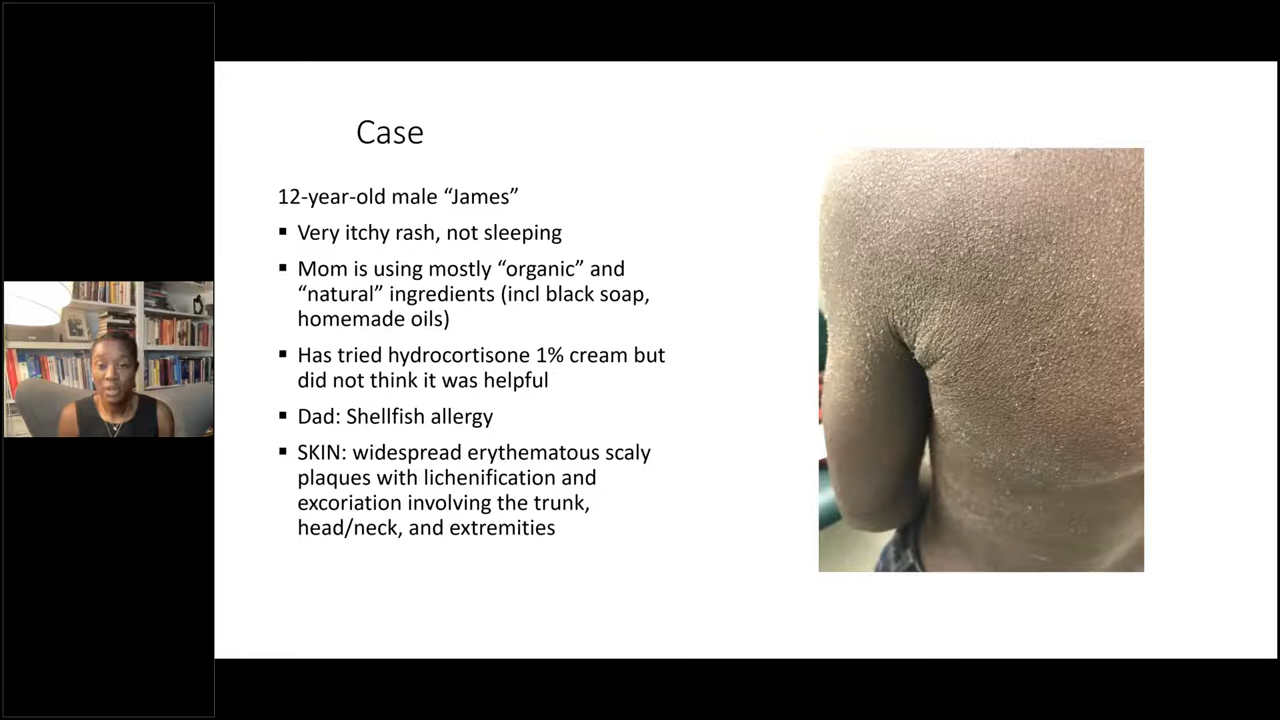 Case
12-year-old male “James”
▪ Very itchy rash, not sleeping
▪ Mom is using mostly “organic” and
“natural” ingredients (incl black soap,
homemade oils)
▪ Has tried hydrocortisone 1% cream but
did not think it was helpful
▪ Dad: Shellfish allergy
▪ SKIN: widespread erythematous scaly
plaques with lichenification and
excoriation involving the trunk,
head/neck, and extremities